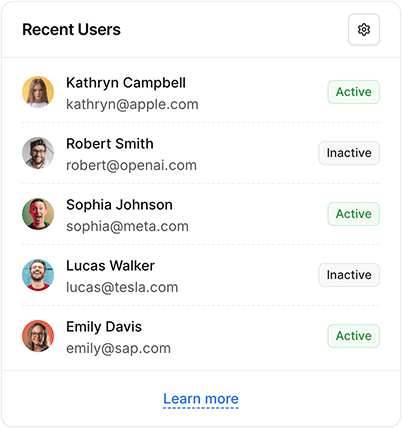 Recent Users
Kathryn Campbell
kathryn@apple.com
Active
Robert Smith
robert@openai.com
Inactive
Sophia Johnson
sophia@meta.com
Active
Lucas Walker
lucas@tesla.com
Inactive
Emily Davis
emily@sap.com
Active
Learn more